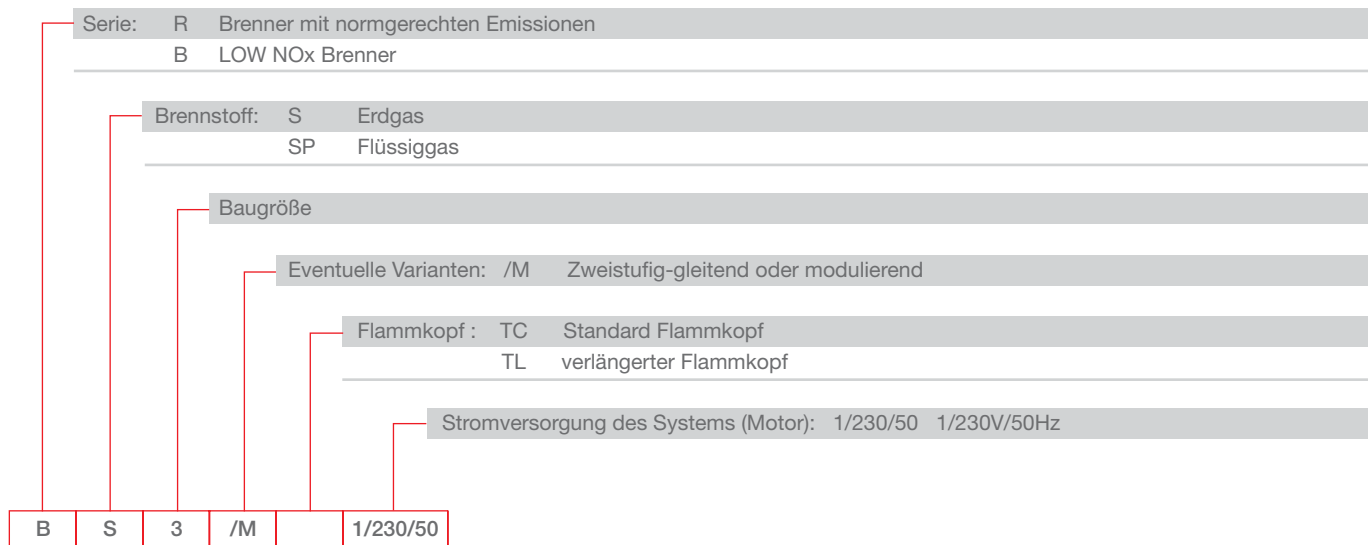 Serie: R Brenner mit normgerechten Emissionen
B LOW NOx Brenner
Brennstoff: S Erdgas
SP Flüssiggas
Baugröße
Eventuelle Varianten: /M Zweistufig-gleitend oder modulierend
Flammkopf : TC Standard Flammkopf
TL verlängerter Flammkopf
Stromversorgung des Systems (Motor): 1/230/50 1/230V/50Hz
B S 3 /M 1/230/50